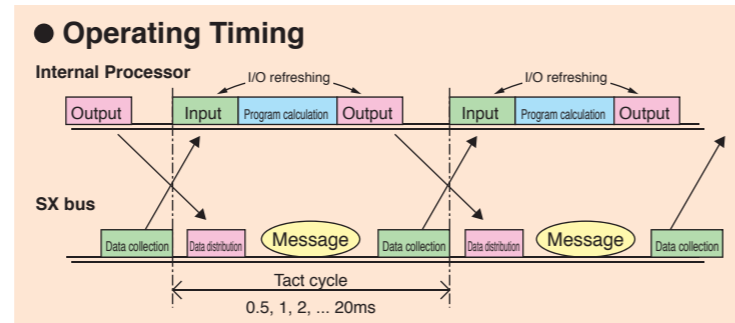 ● Operating Timing
Internal Processor
I/O refreshing I/O refreshing
Output Input Program calculation Output Input Program calculation Output
SX bus
Data collection Data distribution Message Data collection Data distribution Message Data collection
Tact cycle
0.5, 1, 2, ... 20ms